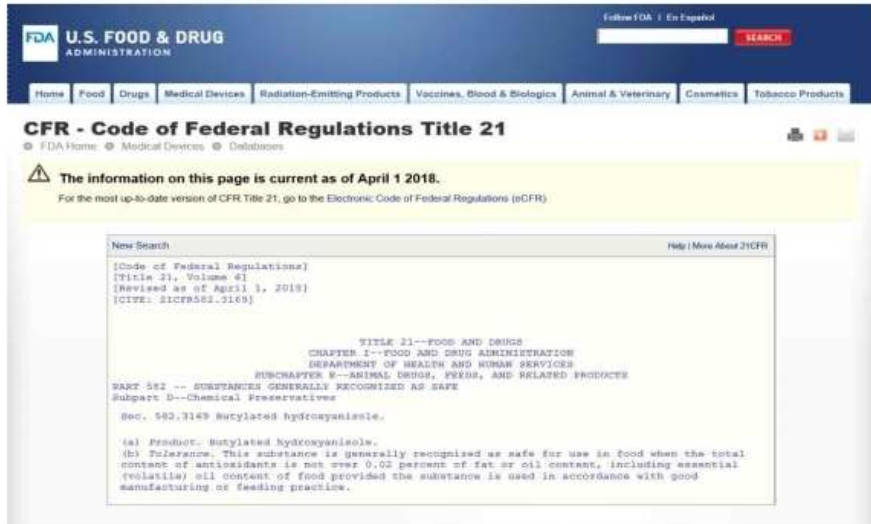 Follow FDA | En Español
FDA U.S. FOOD & DRUG
ADMINISTRATION
SEARCH
Home Food Drugs Medical Devices Radiation-Emitting Products Vaccines, Blood & Biologics Animal & Veterinary Cosmetics Tobacco Products
CFR - Code of Federal Regulations Title 21
FDA Home Medical Devices Databases
The information on this page is current as of April 1 2018.
For the most up-to-date version of CFR Title 21, go to the Electronic Code of Federal Regulations (eCFR)
New Search Help | More About 21CFR
[Code of Federal Regulations]
[Title 21, Volume 6]
[Revised as of April 1, 2018]
[CITE: 21CFR582.3169]
TITLE 21--FOOD AND DRUGS
CHAPTER I--FOOD AND DRUG ADMINISTRATION
DEPARTMENT OF HEALTH AND HUMAN SERVICES
SUBCHAPTER E--ANIMAL DRUGS, FEEDS, AND RELATED PRODUCTS
PART 582 -- SUBSTANCES GENERALLY RECOGNIZED AS SAFE
Subpart D--Chemical Preservatives
Sec. 582.3169 Butylated hydroxyanisole.
(a) Product. Butylated hydroxyanisole.
(b) Tolerance. This substance is generally recognized as safe for use in food when the total
content of antioxidants is not over 0.02 percent of fat or oil content, including essential
(volatile) oil content of food provided the substance is used in accordance with good
manufacturing or feeding practice.